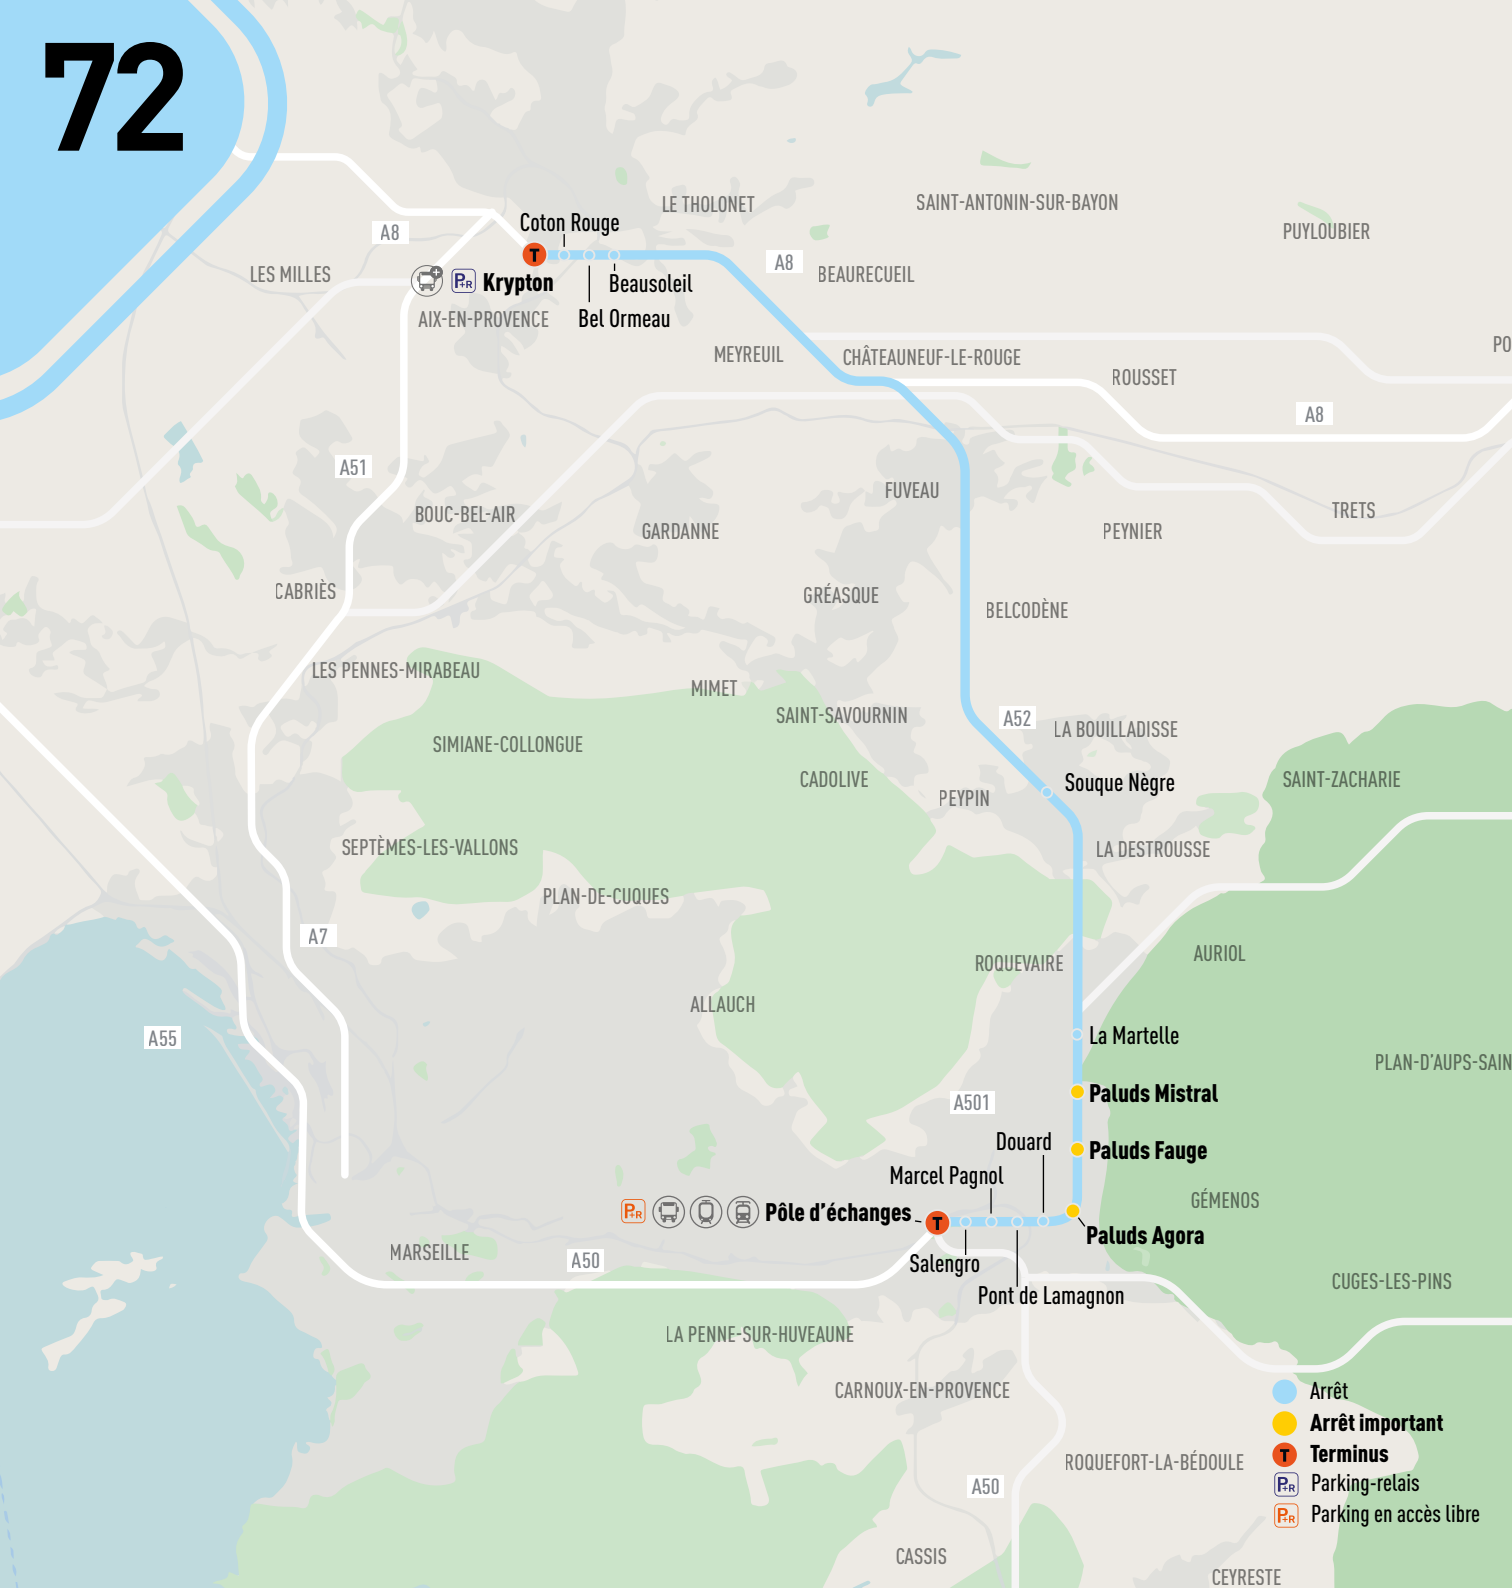 72
LE THOLONET
SAINT-ANTONIN-SUR-BAYON
Coton Rouge
A8
PUYLOUBIER
T
A8
LES MILLES
BEAURECUEIL
P+R Krypton
Beausoleil
AIX-EN-PROVENCE
Bel Ormeau
PO
MEYREUIL
CHÂTEAUNEUF-LE-ROUGE
ROUSSET
A8
A51
FUVEAU
BOUC-BEL-AIR
TRETS
GARDANNE
PEYNIER
CABRIÈS
GRÉASQUE
BELCODÈNE
LES PENNES-MIRABEAU
MIMET
SAINT-SAVOURNIN
A52
LA BOUILLADISSE
SIMIANE-COLLONGUE
CADOLIVE
Souque Nègre
SAINT-ZACHARIE
PEYPIN
SEPTÈMES-LES-VALLONS
LA DESTROUSSE
PLAN-DE-CUQUES
A7
AURIOL
ROQUEVAIRE
ALLAUCH
A55
La Martelle
PLAN-D'AUPS-SAIN
Paluds Mistral
A501
Douard
Paluds Fauge
Marcel Pagnol
GÉMENOS
P+R Pôle d'échanges
T
Paluds Agora
MARSEILLE
A50
Salengro
CUGES-LES-PINS
Pont de Lamagnon
LA PENNE-SUR-HUVEAUNE
CARNOUX-EN-PROVENCE
Arrêt
Arrêt important
T Terminus
ROQUEFORT-LA-BÉDOULE
P+R Parking-relais
A50
P+R Parking en accès libre
CASSIS
CEYRESTE